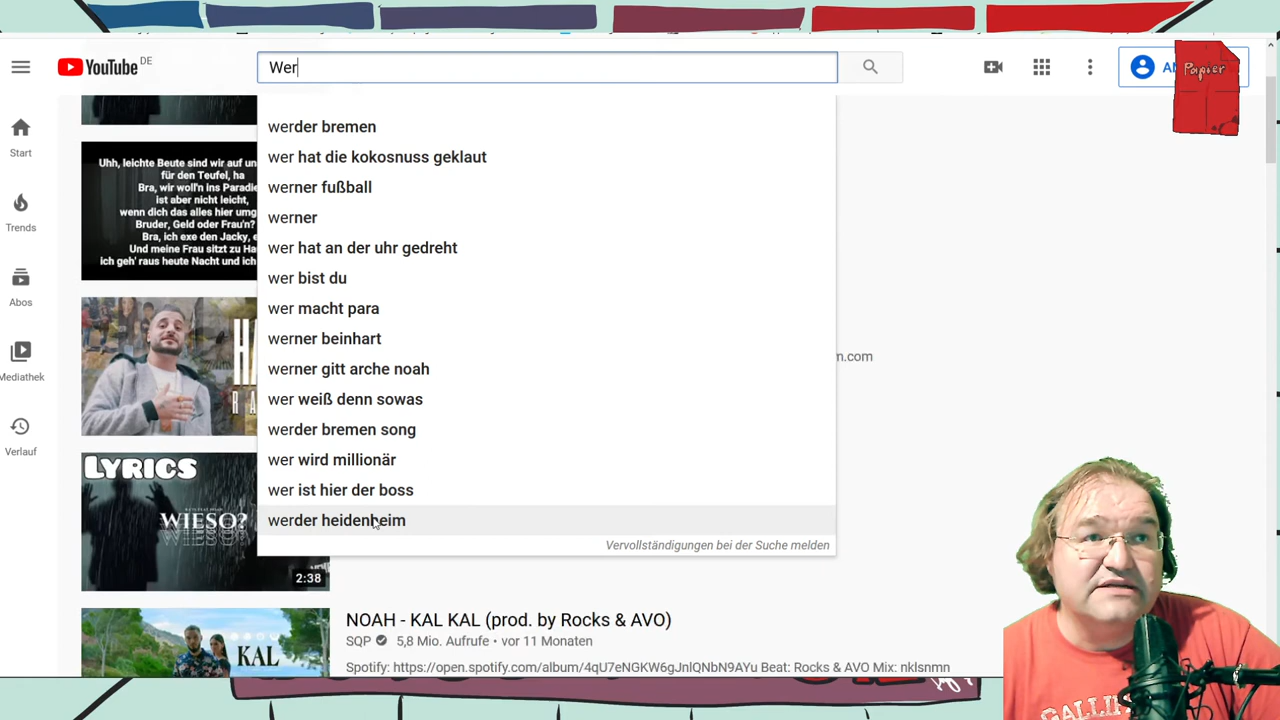 YouTube DE
Wer
Papier
werder bremen
wer hat die kokosnuss geklaut
werner fußball
werner
wer hat an der uhr gedreht
wer bist du
wer macht para
werner beinhart
werner gitt arche noah
wer weiß denn sowas
werder bremen song
wer wird millionär
wer ist hier der boss
werder heidenheim
Vervollständigungen bei der Suche melden
Start
Trends
Abos
Mediathek
Verlauf
Uhh, leichte Beute sind wir auf
für den Teufel, ha
Bra, wir woll'n ins
ist aber nicht leicht,
wenn dich das alles hier
Bruder, Geld oder Frau'n?
Bra, ich exe den Jacky,
Und meine Frau sitzt zu
ich geh' raus heute Nacht und ich
m.com
LYRICS
WIESO?
2:38
KAL
NOAH - KAL KAL (prod. by Rocks & AVO)
SQP 5,8 Mio. Aufrufe • vor 11 Monaten
Spotify: https://open.spotify.com/album/4qU7eNGKW6gJnlQNbN9AYu Beat: Rocks & AVO Mix: nklsnmn